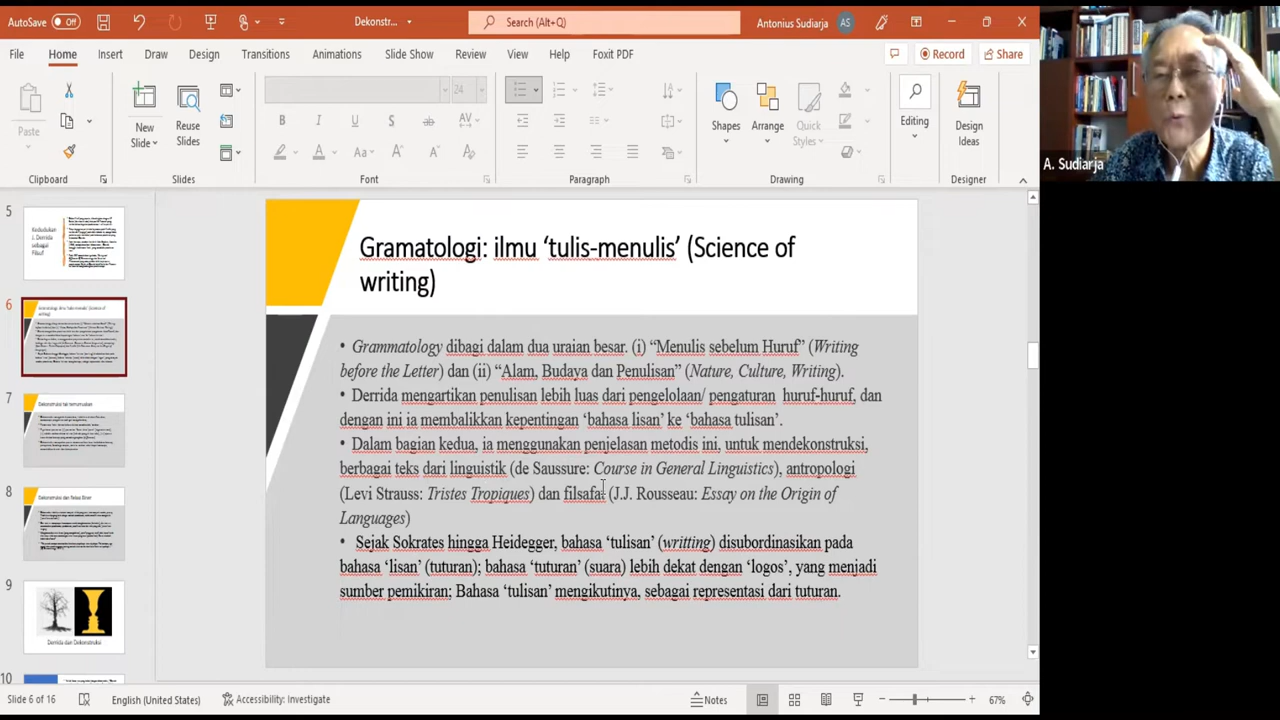 AutoSave Off Dekonstr... Search (Alt+Q) Antonius Sudiarja AS
File Home Insert Draw Design Transitions Animations Slide Show Review View Help Foxit PDF Record Share
24
Paste New Slide Reuse Slides Shapes Arrange Quick Styles Editing Design Ideas
Clipboard Slides Font Paragraph Drawing Designer
A. Sudiarja
5
Kedudukan
J. Derrida
sebagai
Filsuf
6
7
8
Dekonstruksi dan Relasi Biner
9
Derrida dan Dekonstruksi
10
Gramatologi: ilmu ‘tulis-menulis’ (Science of
writing)
• Grammatology dibagi dalam dua uraian besar. (i) “Menulis sebelum Huruf” (Writing
before the Letter) dan (ii) “Alam, Budaya dan Penulisan” (Nature, Culture, Writing).
• Derrida mengartikan penulisan lebih luas dari pengelolaan/ pengaturan huruf-huruf, dan
dengan ini ia membalikkan kepentingan ‘bahasa lisan’ ke ‘bahasa tulisan’.
• Dalam bagian kedua, ia menggunakan penjelasan metodis ini, untuk mendekonstruksi,
berbagai teks dari linguistik (de Saussure: Course in General Linguistics), antropologi
(Levi Strauss: Tristes Tropiques) dan filsafat (J.J. Rousseau: Essay on the Origin of
Languages)
• Sejak Sokrates hingga Heidegger, bahasa ‘tulisan’ (writting) disubordinasikan pada
bahasa ‘lisan’ (tuturan); bahasa ‘tuturan’ (suara) lebih dekat dengan ‘logos’, yang menjadi
sumber pemikiran; Bahasa ‘tulisan’ mengikutinya, sebagai representasi dari tuturan.
Slide 6 of 16 English (United States) Accessibility: Investigate Notes 67%